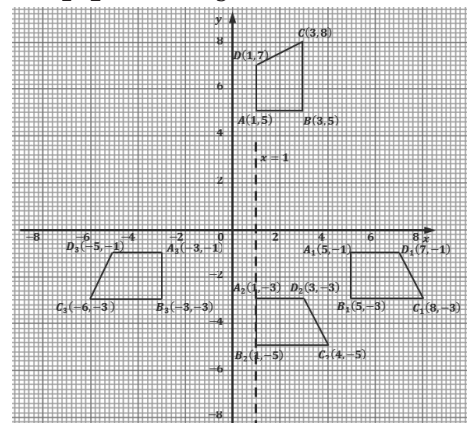 y
8
C(3,8)
D(1,7)
6
A(1,5) B(3,5)
4
x = 1
2
-8 -6 -4 -2 0 2 4 6 8 x
D₃(-5,-1) A₃(-3,-1) A₁(5,-1) D₁(7,-1)
-2
A₂(1,-3) D₂(3,-3)
C₃(-6,-3) B₃(-3,-3) B₁(5,-3) C₁(8,-3)
-4
B₂(1,-5) C₂(4,-5)
-6
-8